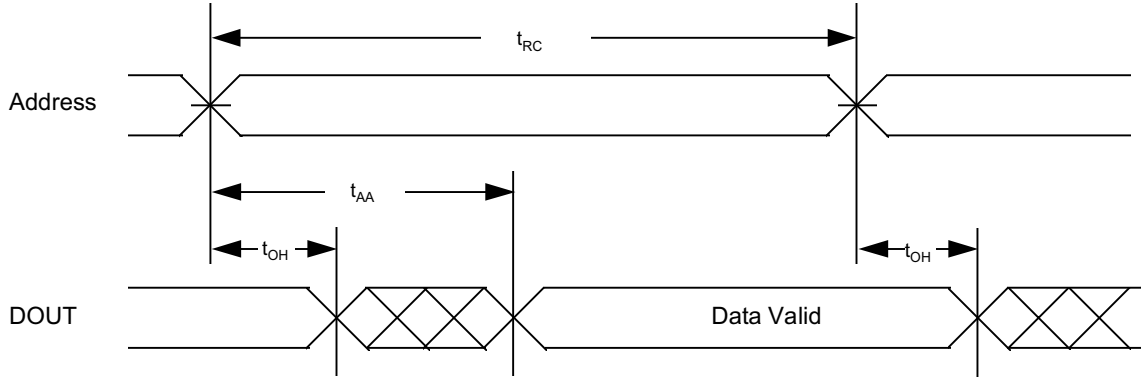 tRC
Address
tAA
tOH
tOH
DOUT
Data Valid